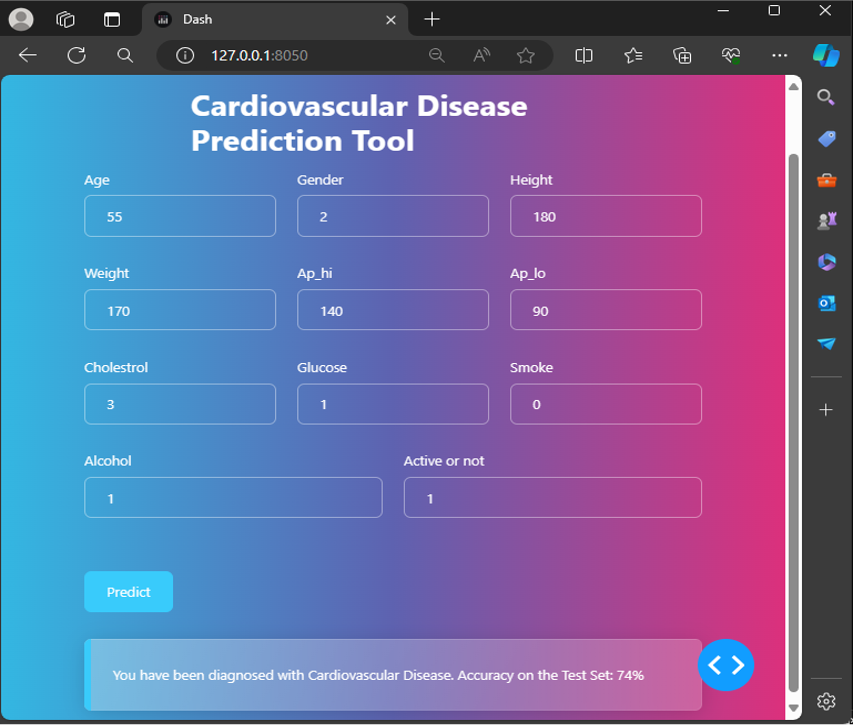 Dash
127.0.0.1:8050
Cardiovascular Disease
Prediction Tool
Age Gender Height
55 2 180
Weight Ap_hi Ap_lo
170 140 90
Cholestrol Glucose Smoke
3 1 0
Alcohol Active or not
1 1
Predict
You have been diagnosed with Cardiovascular Disease. Accuracy on the Test Set: 74%